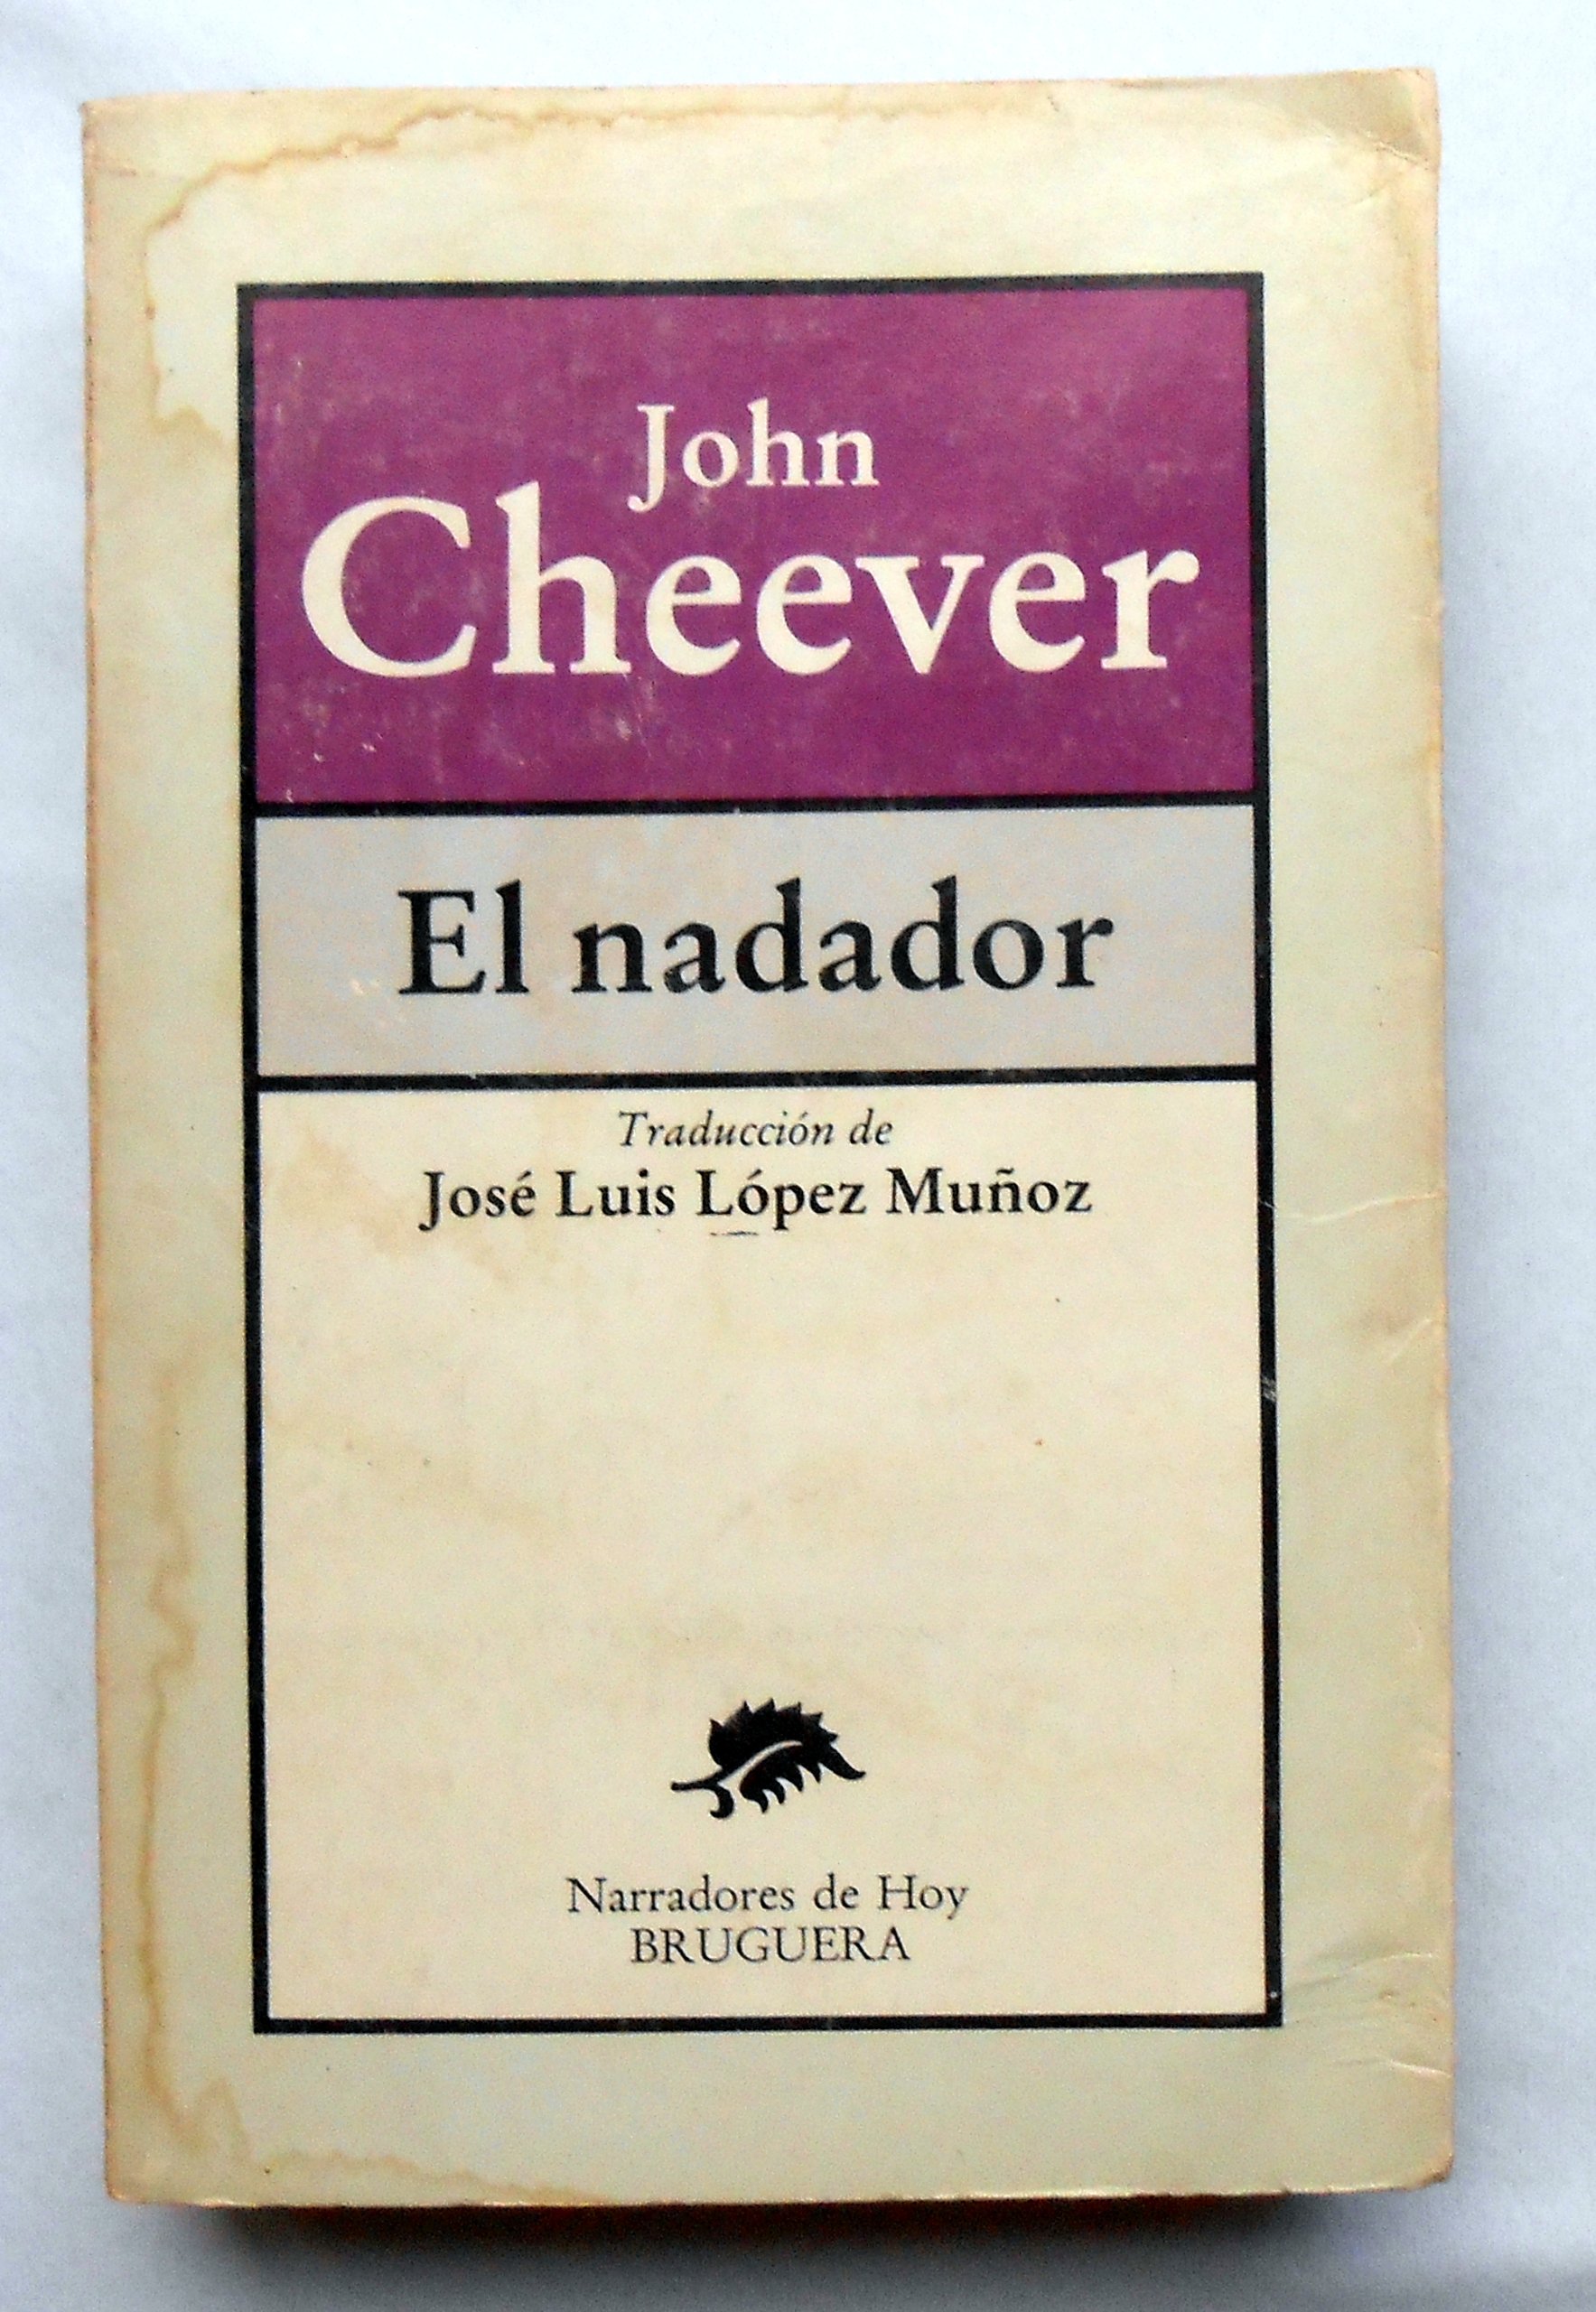 John
Cheever
El nadador
Traducción de
José Luis López Muñoz
Narradores de Hoy
BRUGUERA